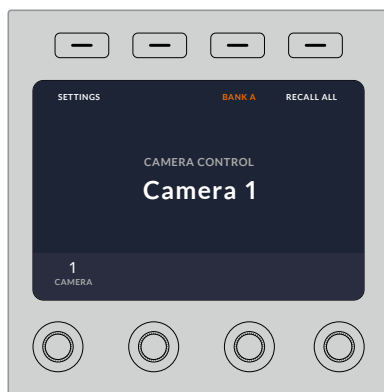 SETTINGS BANK A RECALL ALL
CAMERA CONTROL
Camera 1
1
CAMERA